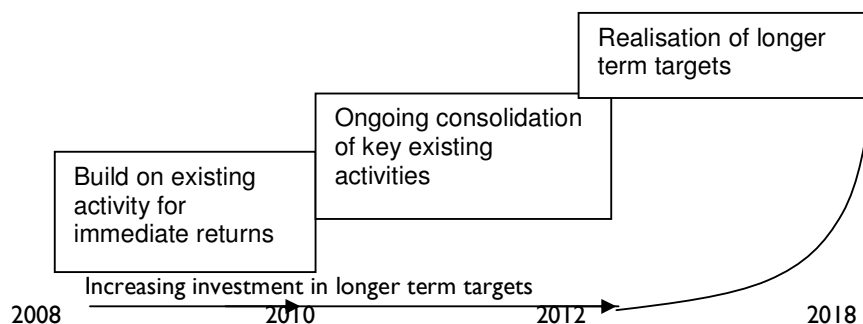 Realisation of longer
term targets
Ongoing consolidation
of key existing
activities
Build on existing
activity for
immediate returns
Increasing investment in longer term targets
2008 2010 2012 2018